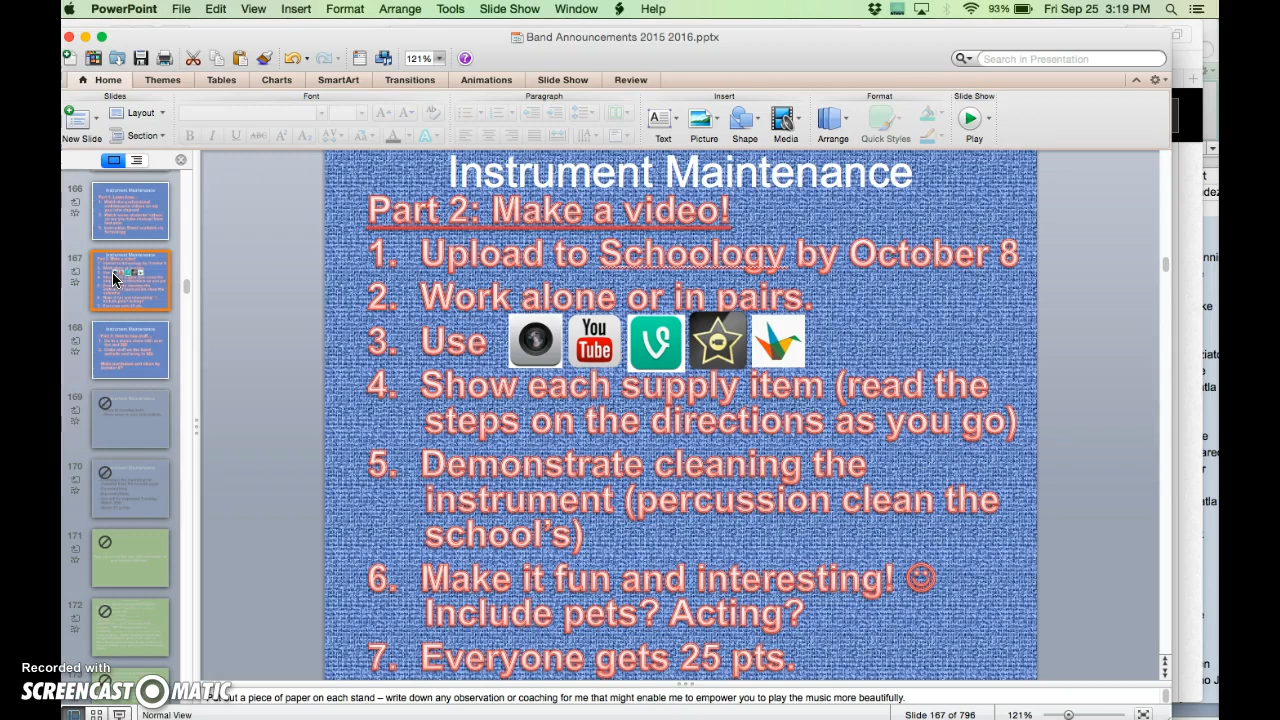 PowerPoint File Edit View Insert Format Arrange Tools Slide Show Window Help 93% Fri Sep 25 3:19 PM
Band Announcements 2015 2016.pptx
121% Search in Presentation
Home Themes Tables Charts SmartArt Transitions Animations Slide Show Review
Slides Font Paragraph Insert Format Slide Show
New Slide Layout Section Text Picture Shape Media Arrange Quick Styles Play
B I U ABC
166
167
168
169
170
171
172
Instrument Maintenance
Part 2: Make a video!
1. Upload to Schoology by October 8
2. Work alone or in pairs.
3. Use You Tube
4. Show each supply item (read the
steps on the directions as you go)
5. Demonstrate cleaning the
instrument (percussion clean the
school's)
6. Make it fun and interesting! ☺
Include pets? Acting?
7. Everyone gets 25 pts.
Recorded with
SCREENCAST-O-MATIC
out a piece of paper on each stand – write down any observation or coaching for me that might enable me to empower you to play the music more beautifully.
Normal View Slide 167 of 796 121%